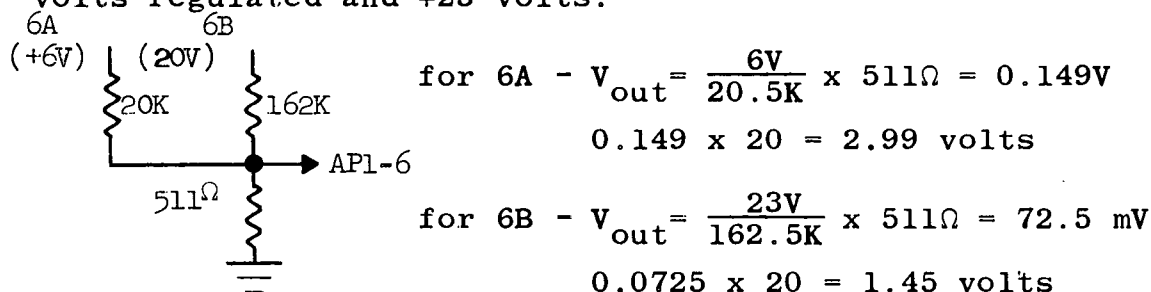 volts regulated and +23 volts.
6A 6B
(+6V) (20V)
20K 162K
AP1-6
511Ω
for 6A - Vout= 6V/20.5K x 511Ω = 0.149V
0.149 x 20 = 2.99 volts
for 6B - Vout= 23V/162.5K x 511Ω = 72.5 mV
0.0725 x 20 = 1.45 volts